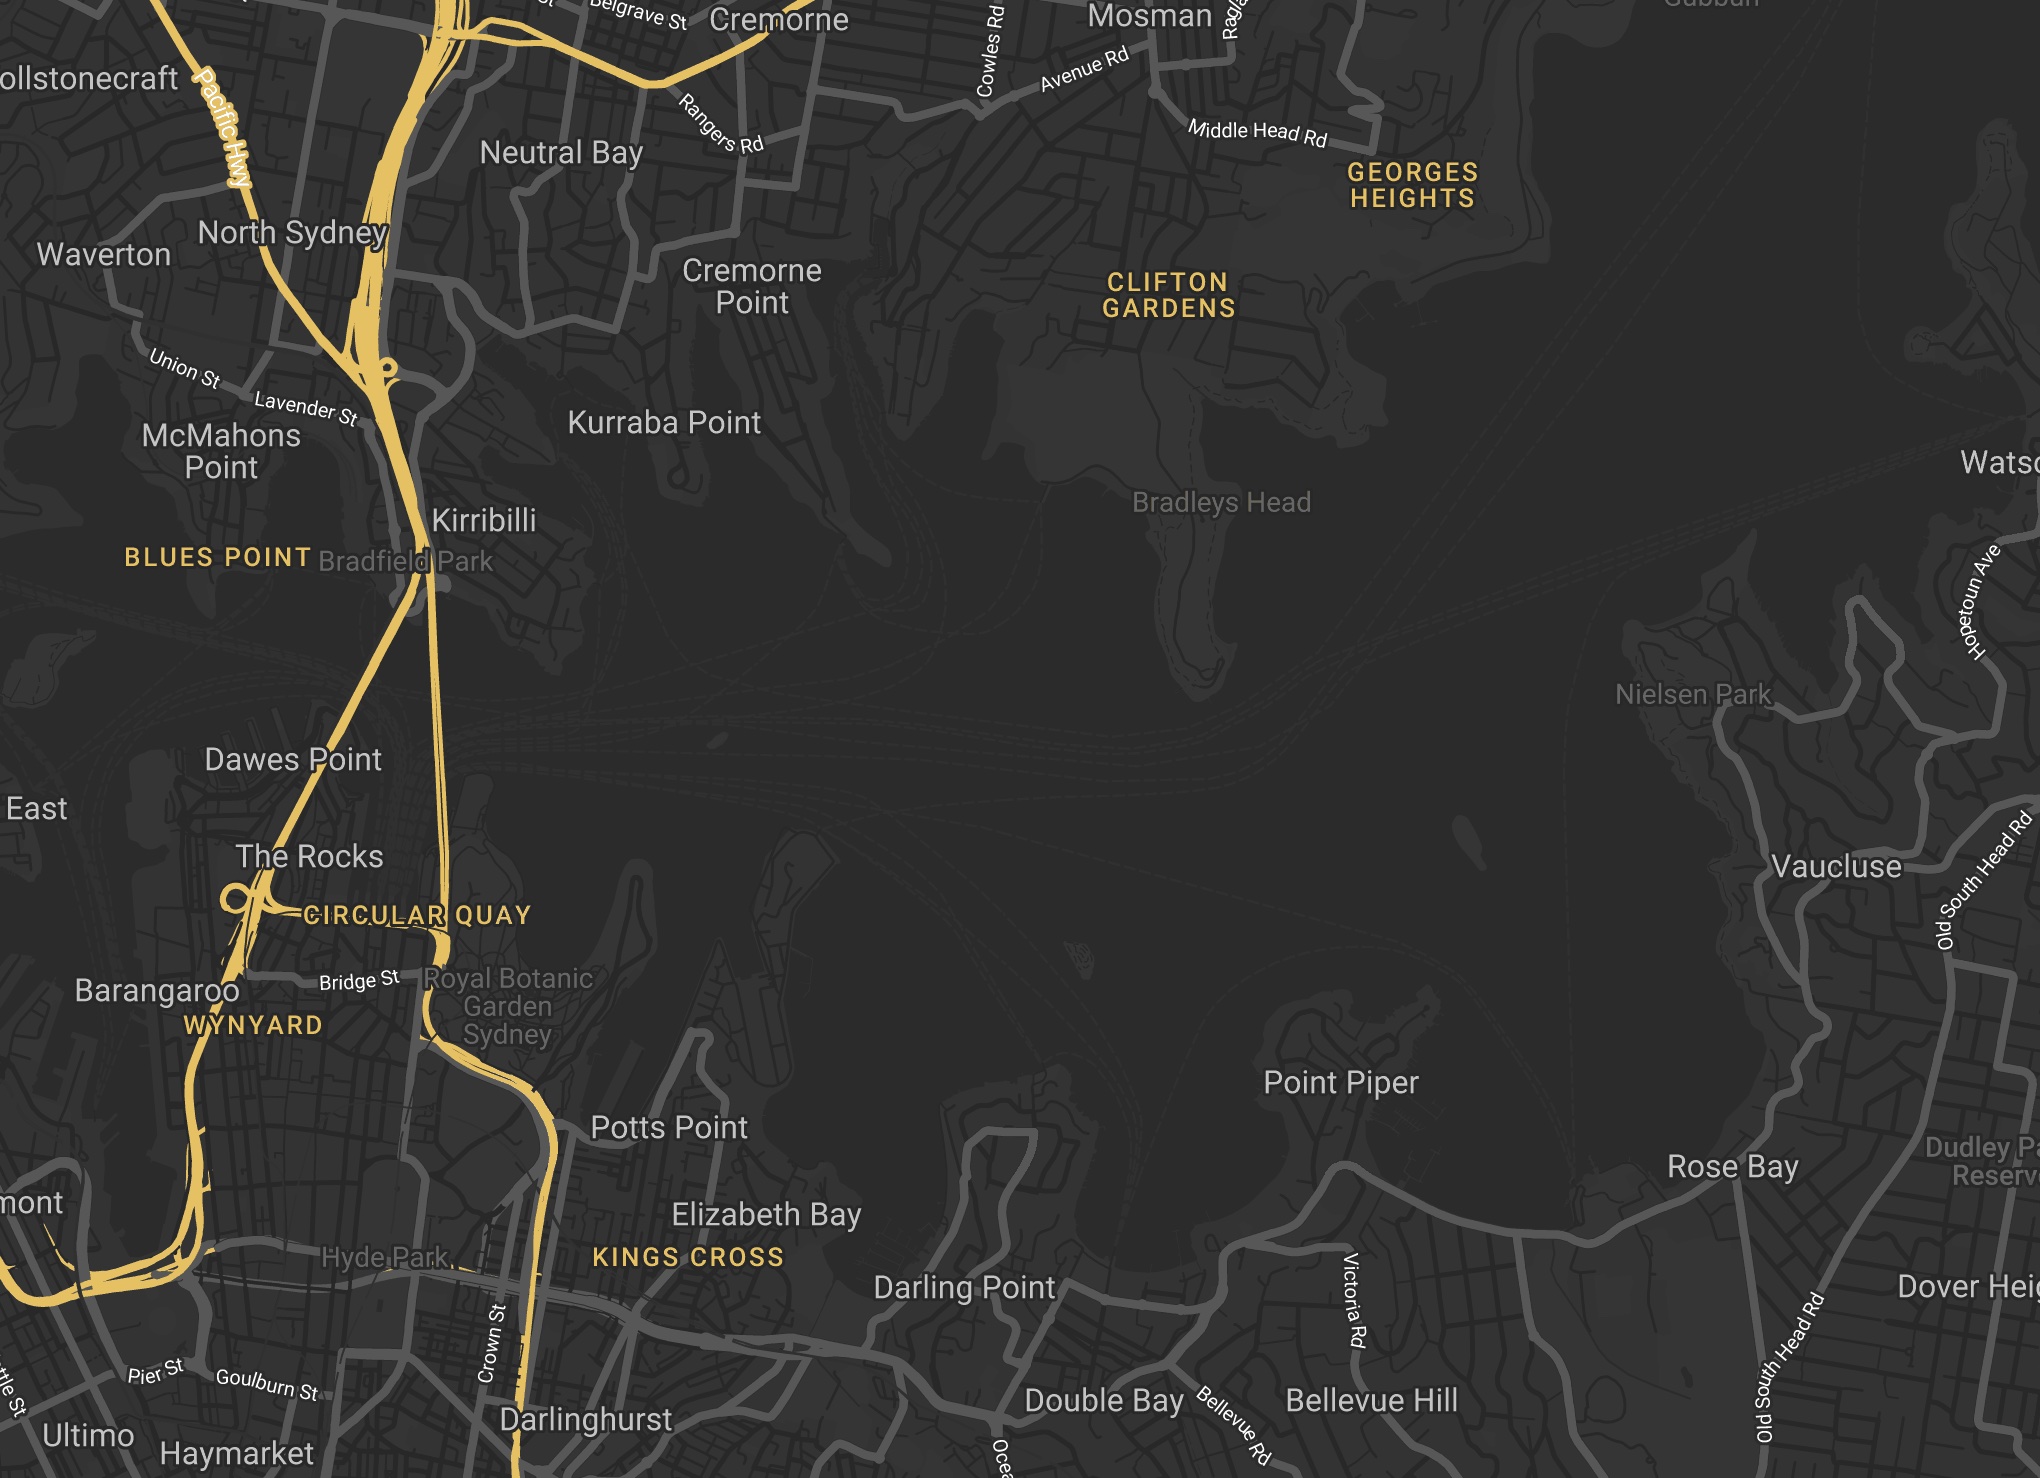 Belgrave St
Cremorne
Cowles Rd
Mosman
ollstonecraft
Pacific Hwy
Avenue Rd
Rangers Rd
Middle Head Rd
Neutral Bay
GEORGES
HEIGHTS
North Sydney
Waverton
Cremorne
Point
CLIFTON
GARDENS
Union St
Lavender St
McMahons
Point
Kurraba Point
Watso
Bradleys Head
Kirribilli
BLUES POINT
Bradfield Park
Hopetoun Ave
Nielsen Park
Dawes Point
East
The Rocks
Vaucluse
Old South Head Rd
CIRCULAR QUAY
Bridge St
Royal Botanic
Garden
Sydney
Barangaroo
WYNYARD
Point Piper
Potts Point
Dudley Pa
Reserv
Rose Bay
mont
Elizabeth Bay
Hyde Park
KINGS CROSS
Darling Point
Victoria Rd
Dover Heig
Crown St
Old South Head Rd
Pier St
Goulburn St
ttle St
Double Bay
Bellevue Rd
Bellevue Hill
Darlinghurst
Ultimo
Haymarket
Ocea